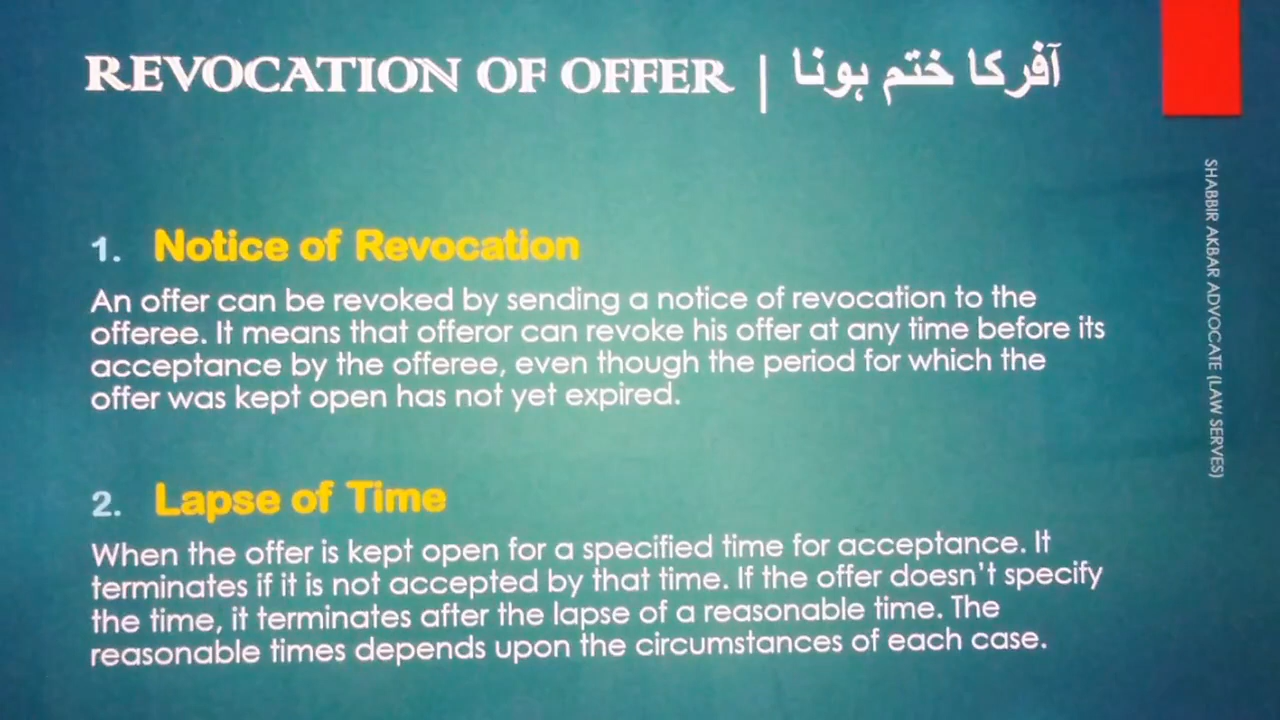 REVOCATION OF OFFER | آفرکا ختم ہونا
1. Notice of Revocation
An offer can be revoked by sending a notice of revocation to the
offeree. It means that offeror can revoke his offer at any time before its
acceptance by the offeree, even though the period for which the
offer was kept open has not yet expired.
2. Lapse of Time
When the offer is kept open for a specified time for acceptance. It
terminates if it is not accepted by that time. If the offer doesn't specify
the time, it terminates after the lapse of a reasonable time. The
reasonable times depends upon the circumstances of each case.
SHABBIR AKBAR ADVOCATE (LAW SERVES)